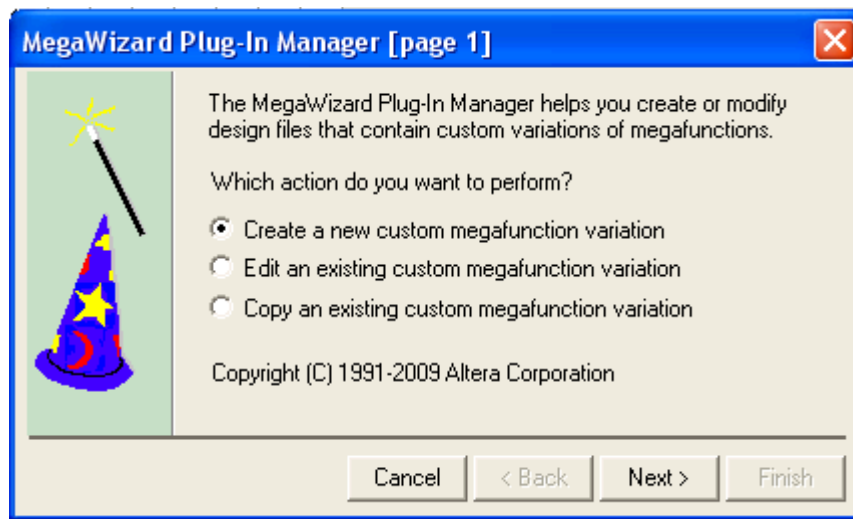 MegaWizard Plug-In Manager [page 1]
The MegaWizard Plug-In Manager helps you create or modify
design files that contain custom variations of megafunctions.
Which action do you want to perform?
Create a new custom megafunction variation
Edit an existing custom megafunction variation
Copy an existing custom megafunction variation
Copyright (C) 1991-2009 Altera Corporation
Cancel < Back Next > Finish